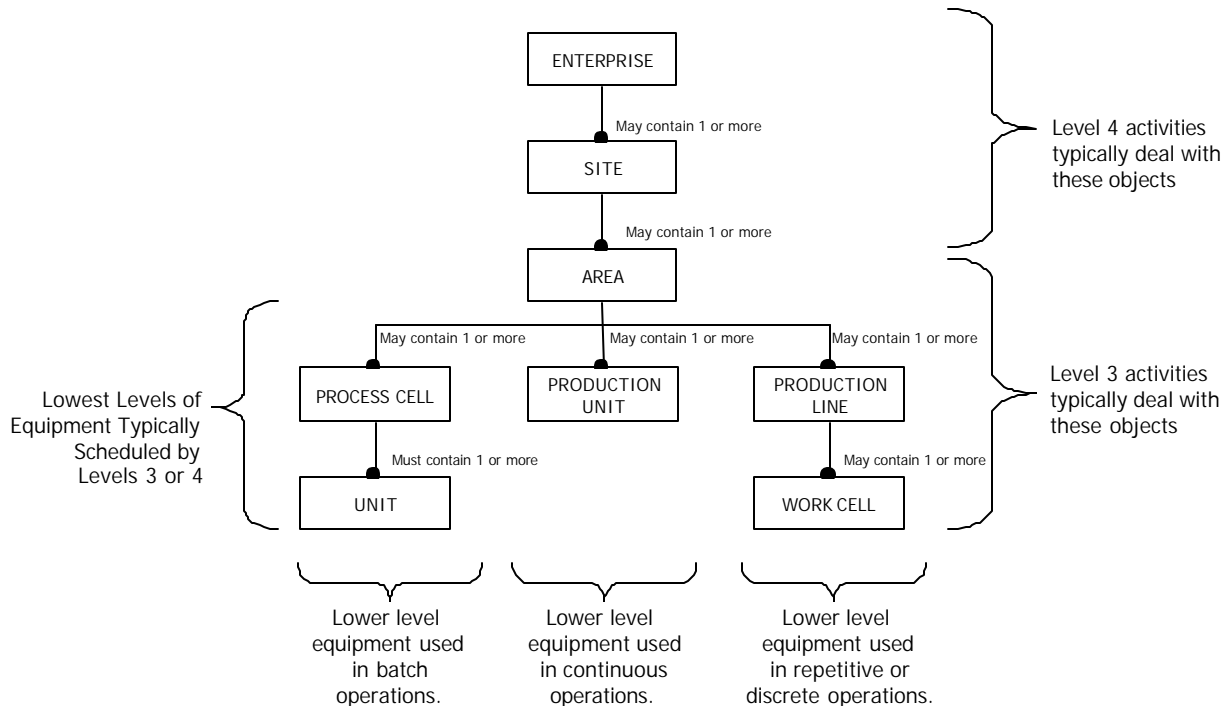 ENTERPRISE
May contain 1 or more
SITE
May contain 1 or more
AREA
Level 4 activities
typically deal with
these objects
May contain 1 or more
May contain 1 or more
May contain 1 or more
PROCESS CELL
PRODUCTION
UNIT
PRODUCTION
LINE
Must contain 1 or more
May contain 1 or more
UNIT
WORK CELL
Lowest Levels of
Equipment Typically
Scheduled by
Levels 3 or 4
Level 3 activities
typically deal with
these objects
Lower level
equipment used
in batch
operations.
Lower level
equipment used
in continuous
operations.
Lower level
equipment used
in repetitive or
discrete operations.